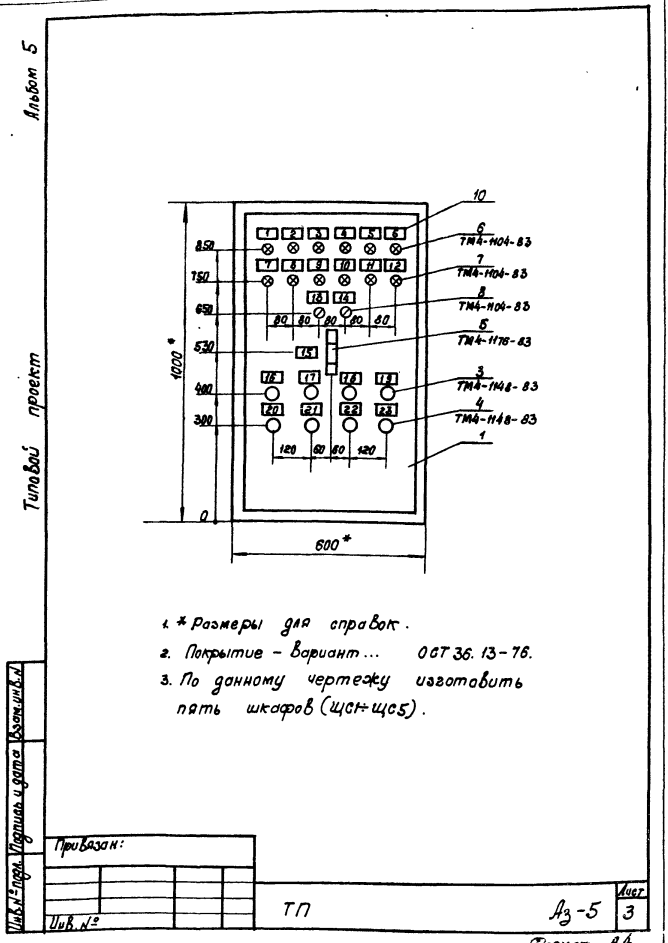 Альбом 5
Типовой проект
10
1 2 3 4 5 6
6
ТМ4-1104-83
850
7 8 9 10 11 12
7
ТМ4-1104-83
750
13 14
8
ТМ4-1104-83
650
80 80 80 80 80
5
ТМ4-1176-83
530
15
1000*
16 17 18 19
3
ТМ4-1148-83
400
20 21 22 23
4
ТМ4-1148-83
300
120 60 60 120
1
0
600*
1. * Размеры для справок.
2. Покрытие - вариант... ОСТ 36.13-76.
3. По данному чертежу изготовить
пять шкафов (ЩС1÷ЩС5).
Взам.инв.N
Подпись и дата
Инв.№ подл.
Привязан:
Инв. №
ТП
А3-5
Лист
3
Формат А4